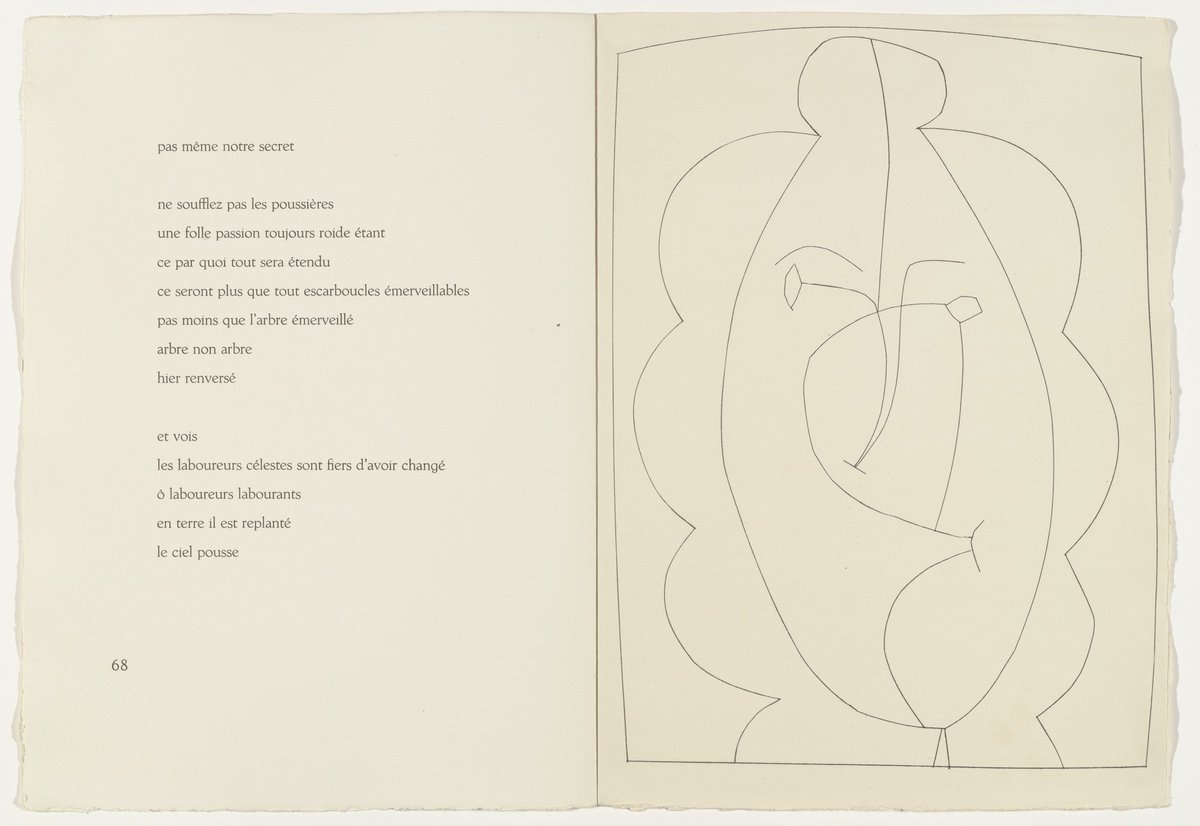 pas même notre secret
ne soufflez pas les poussières
une folle passion toujours roide étant
ce par quoi tout sera étendu
ce seront plus que tout escarboucles émerveillables
pas moins que l'arbre émerveillé
arbre non arbre
hier renversé
et vois
les laboureurs célestes sont fiers d'avoir changé
ô laboureurs labourants
en terre il est replanté
le ciel pousse
68